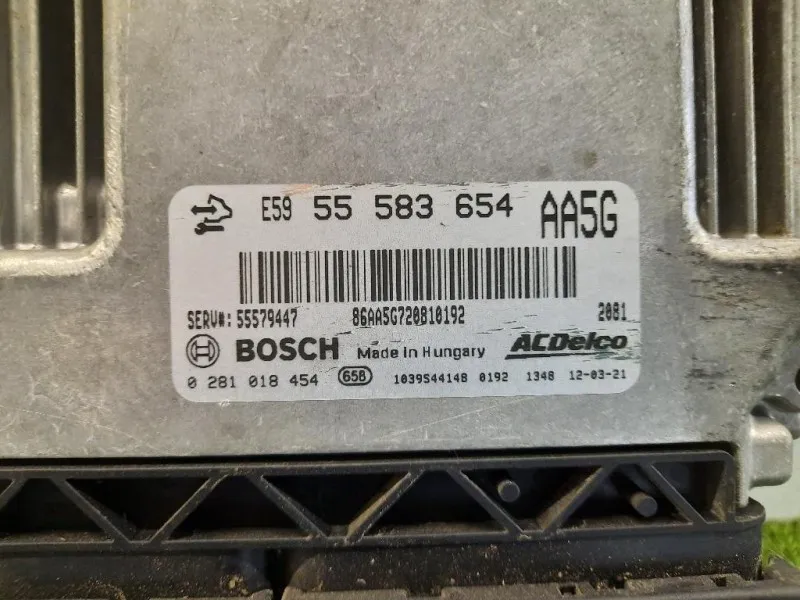 E59 55 583 654 AA5G
SERV#: 55579447 86AA5G720810192 2081
BOSCH Made in Hungary ACDelco
0 281 018 454 65B 1039S44148 0192 1348 12-03-21